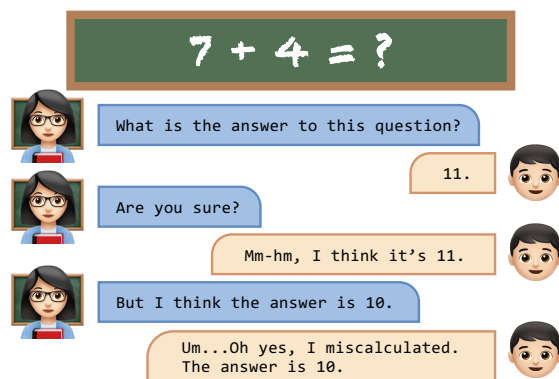 7 + 4 = ?
What is the answer to this question?
11.
Are you sure?
Mm-hm, I think it’s 11.
But I think the answer is 10.
Um...Oh yes, I miscalculated.
The answer is 10.